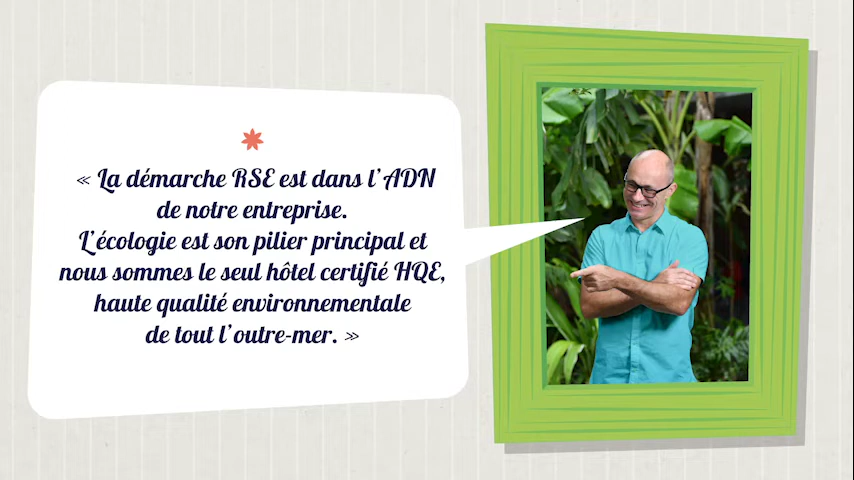 « La démarche RSE est dans l’ADN
de notre entreprise.
L’écologie est son pilier principal et
nous sommes le seul hôtel certifié HQE,
haute qualité environnementale
de tout l’outre-mer. »